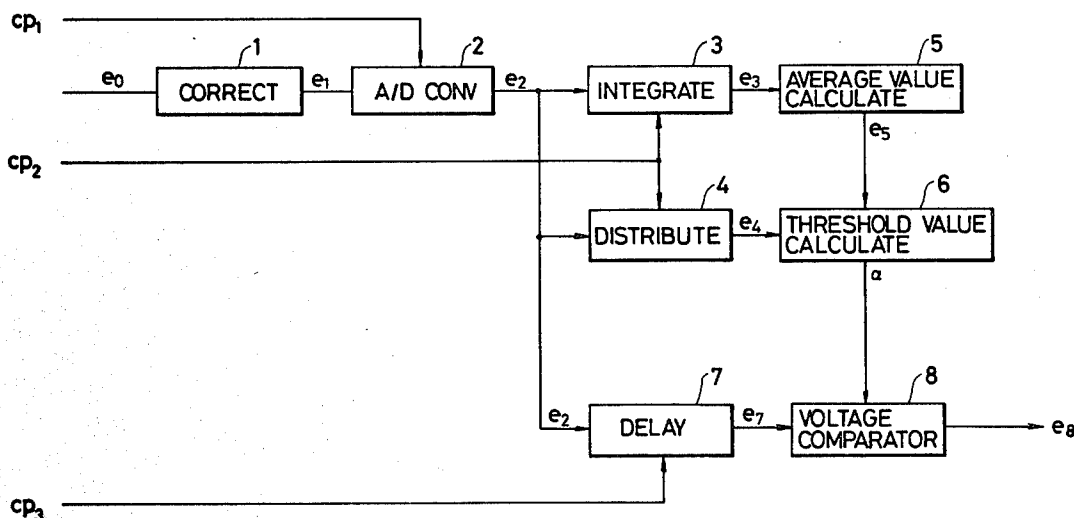 cp₁
1
2
3
5
e₀
CORRECT
e₁
A/D CONV
e₂
INTEGRATE
e₃
AVERAGE VALUE
CALCULATE
e₅
cp₂
4
6
DISTRIBUTE
e₄
THRESHOLD VALUE
CALCULATE
α
7
8
e₂
DELAY
e₇
VOLTAGE
COMPARATOR
e₈
cp₃